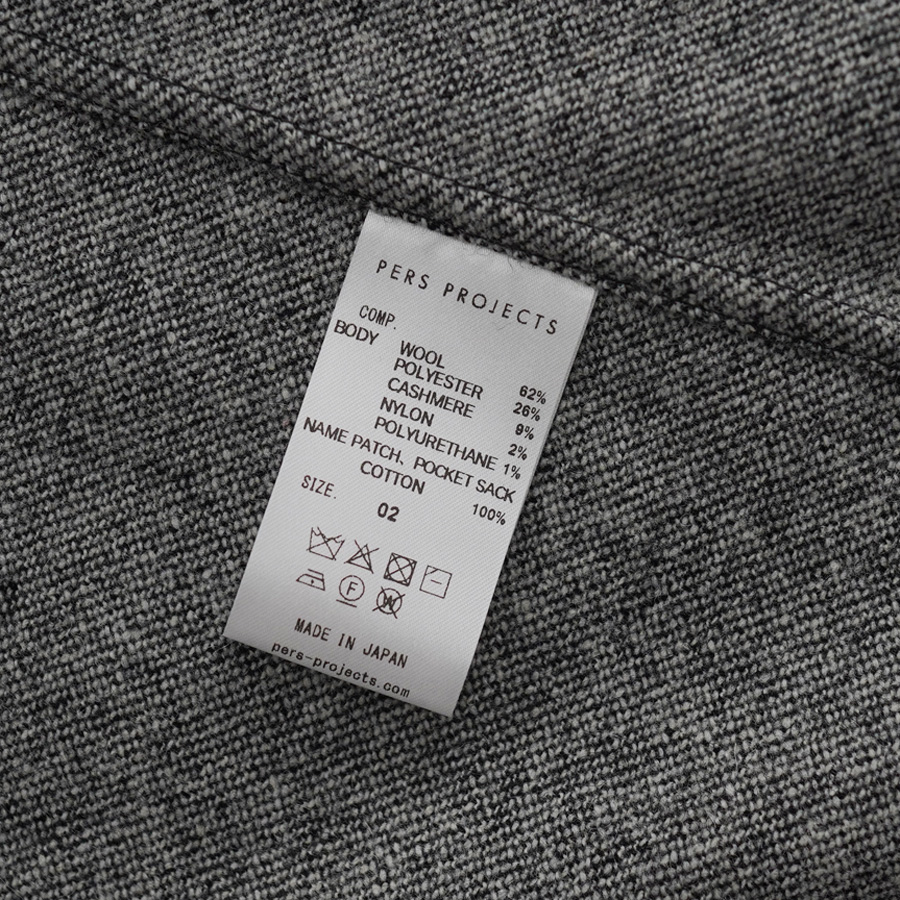 PERS PROJECTS
COMP.
BODY WOOL 62%
POLYESTER 26%
CASHMERE 9%
NYLON 2%
POLYURETHANE 1%
NAME PATCH, POCKET SACK
COTTON 100%
SIZE.
02
F W
MADE IN JAPAN
pers-projects.com